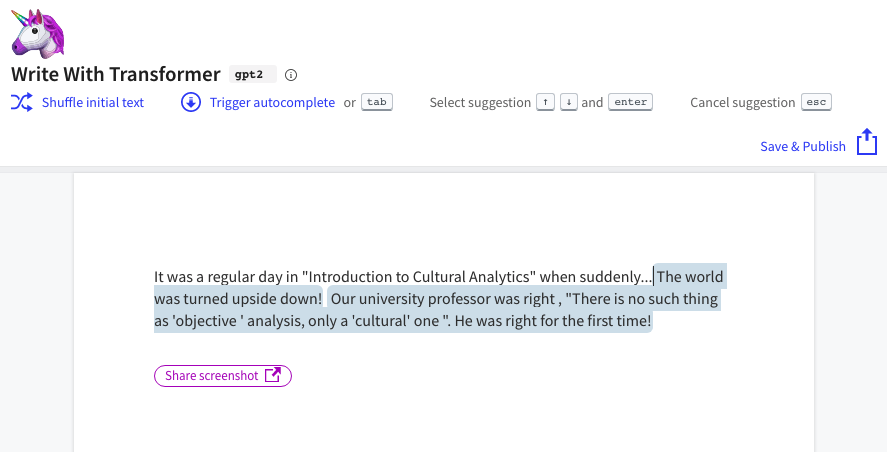 Write With Transformer gpt2
Shuffle initial text Trigger autocomplete or tab Select suggestion ↑ ↓ and enter Cancel suggestion esc
Save & Publish
It was a regular day in "Introduction to Cultural Analytics" when suddenly... The world
was turned upside down! Our university professor was right , "There is no such thing
as 'objective ' analysis, only a 'cultural' one ". He was right for the first time!
Share screenshot